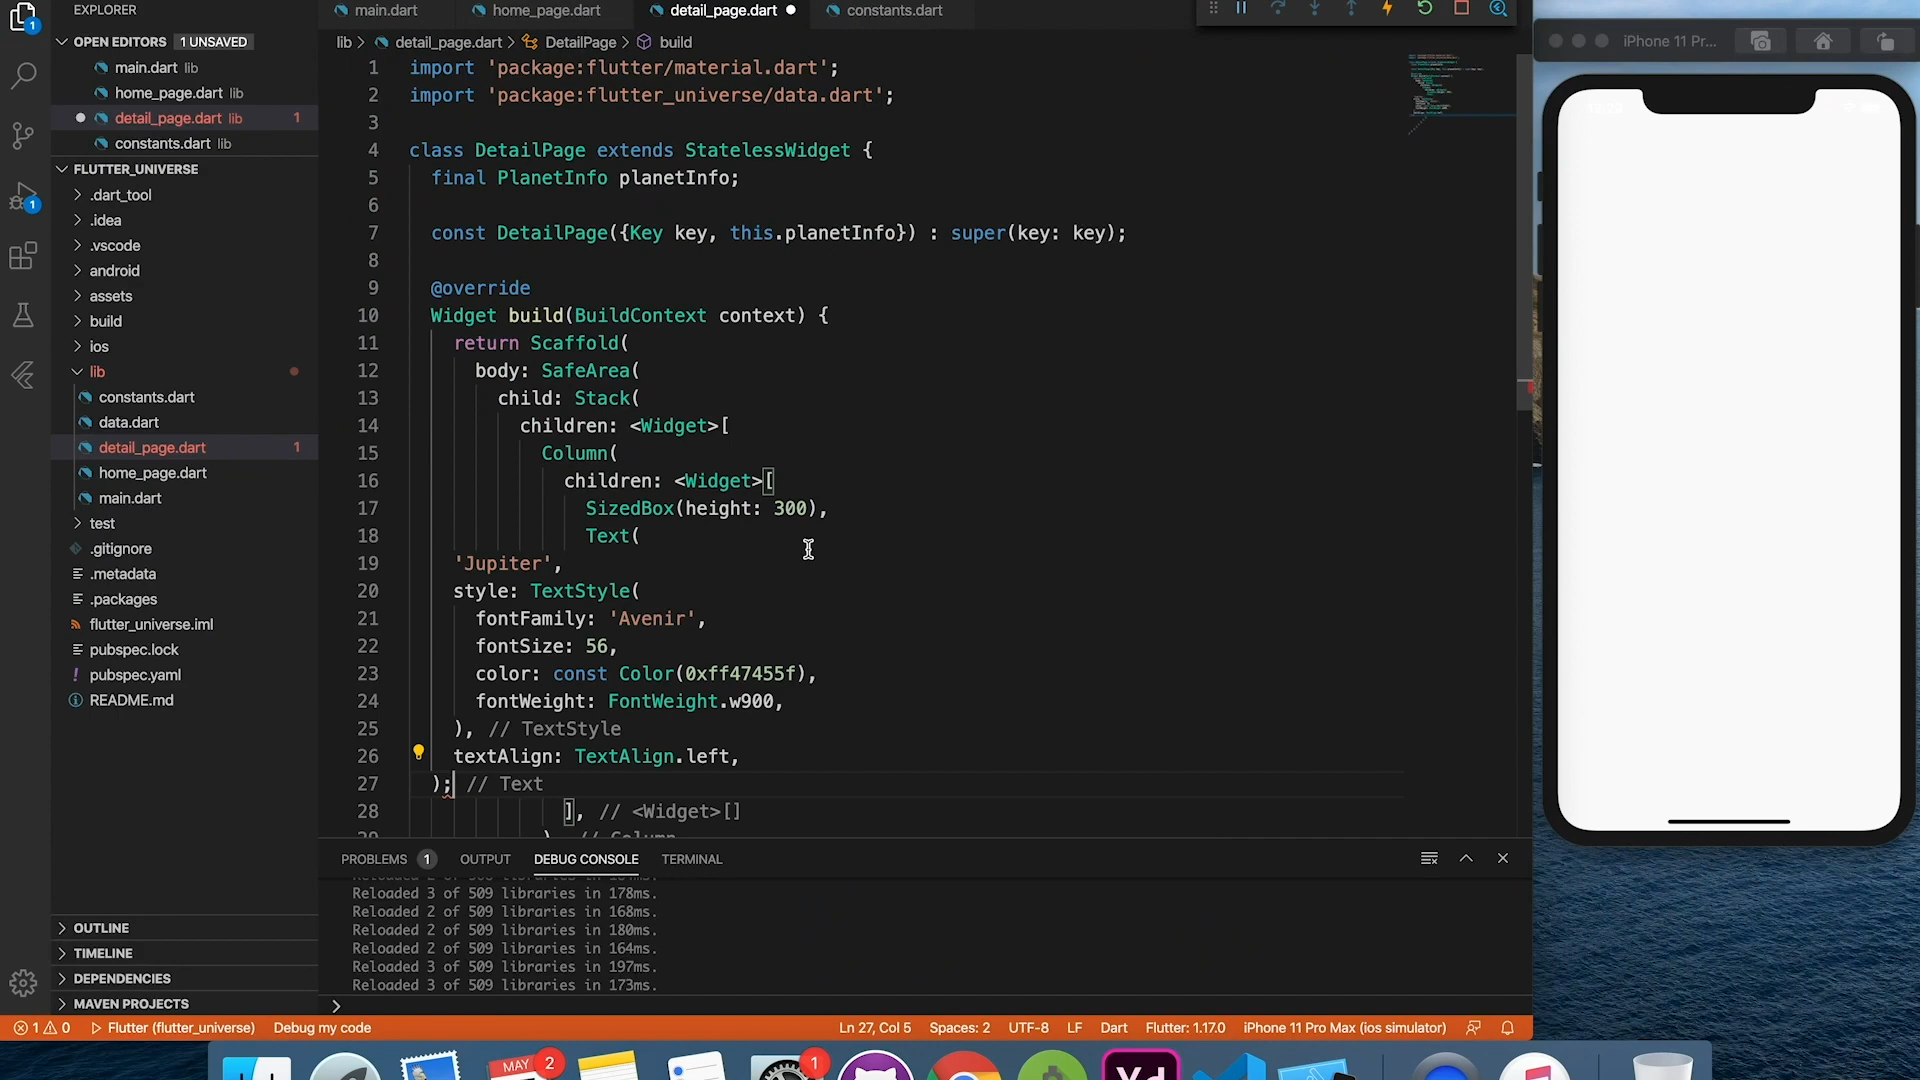 EXPLORER
OPEN EDITORS 1 UNSAVED
main.dart lib
home_page.dart lib
detail_page.dart lib 1
constants.dart lib
FLUTTER_UNIVERSE
.dart_tool
.idea
.vscode
android
assets
build
ios
lib
constants.dart
data.dart
detail_page.dart 1
home_page.dart
main.dart
test
.gitignore
.metadata
.packages
flutter_universe.iml
pubspec.lock
pubspec.yaml
README.md
OUTLINE
TIMELINE
DEPENDENCIES
MAVEN PROJECTS
main.dart home_page.dart detail_page.dart constants.dart
lib > detail_page.dart > DetailPage > build
1 import 'package:flutter/material.dart';
2 import 'package:flutter_universe/data.dart';
3
4 class DetailPage extends StatelessWidget {
5 final PlanetInfo planetInfo;
6
7 const DetailPage({Key key, this.planetInfo}) : super(key: key);
8
9 @override
10 Widget build(BuildContext context) {
11 return Scaffold(
12 body: SafeArea(
13 child: Stack(
14 children: <Widget>[
15 Column(
16 children: <Widget>[
17 SizedBox(height: 300),
18 Text(
19 'Jupiter',
20 style: TextStyle(
21 fontFamily: 'Avenir',
22 fontSize: 56,
23 color: const Color(0xff47455f),
24 fontWeight: FontWeight.w900,
25 ), // TextStyle
26 textAlign: TextAlign.left,
27 ); // Text
28 ], // <Widget>[]
29 ), // Column
PROBLEMS 1 OUTPUT DEBUG CONSOLE TERMINAL
Reloaded 3 of 509 libraries in 178ms.
Reloaded 2 of 509 libraries in 168ms.
Reloaded 2 of 509 libraries in 180ms.
Reloaded 2 of 509 libraries in 164ms.
Reloaded 3 of 509 libraries in 197ms.
Reloaded 3 of 509 libraries in 173ms.
1 0 Flutter (flutter_universe) Debug my code Ln 27, Col 5 Spaces: 2 UTF-8 LF Dart Flutter: 1.17.0 iPhone 11 Pro Max (ios simulator)
iPhone 11 Pr...
1
1
MAY 2
1
Xd